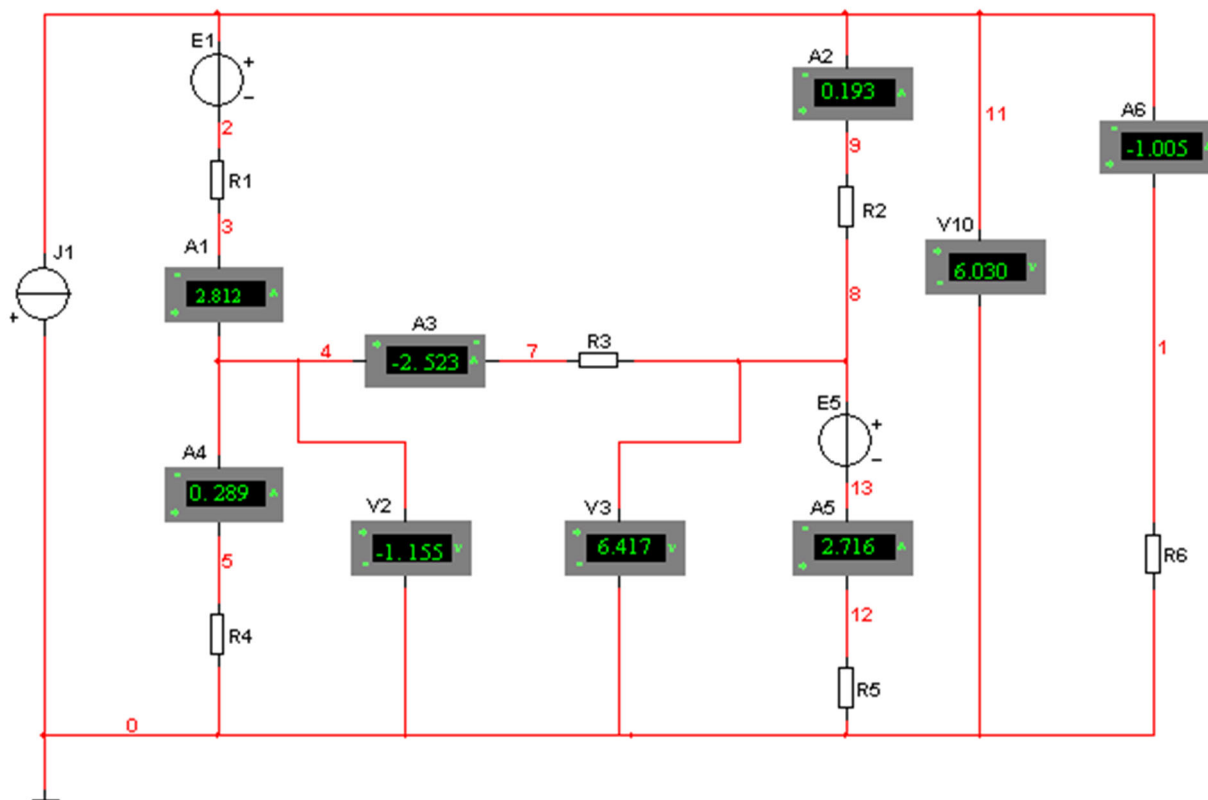 E1
+
-
2
R1
3
A1
-
2.812
A
+
J1
+
A2
-
0.193
A
+
9
R2
8
11
V10
+
6.030
V
-
A6
-
-1.005
A
+
1
4
A3
+
-
-2.523
A
7
R3
E5
+
-
13
A4
-
0.289
A
+
5
R4
V2
+
-1.155
V
-
V3
+
6.417
V
-
A5
-
2.716
A
+
12
R5
R6
0